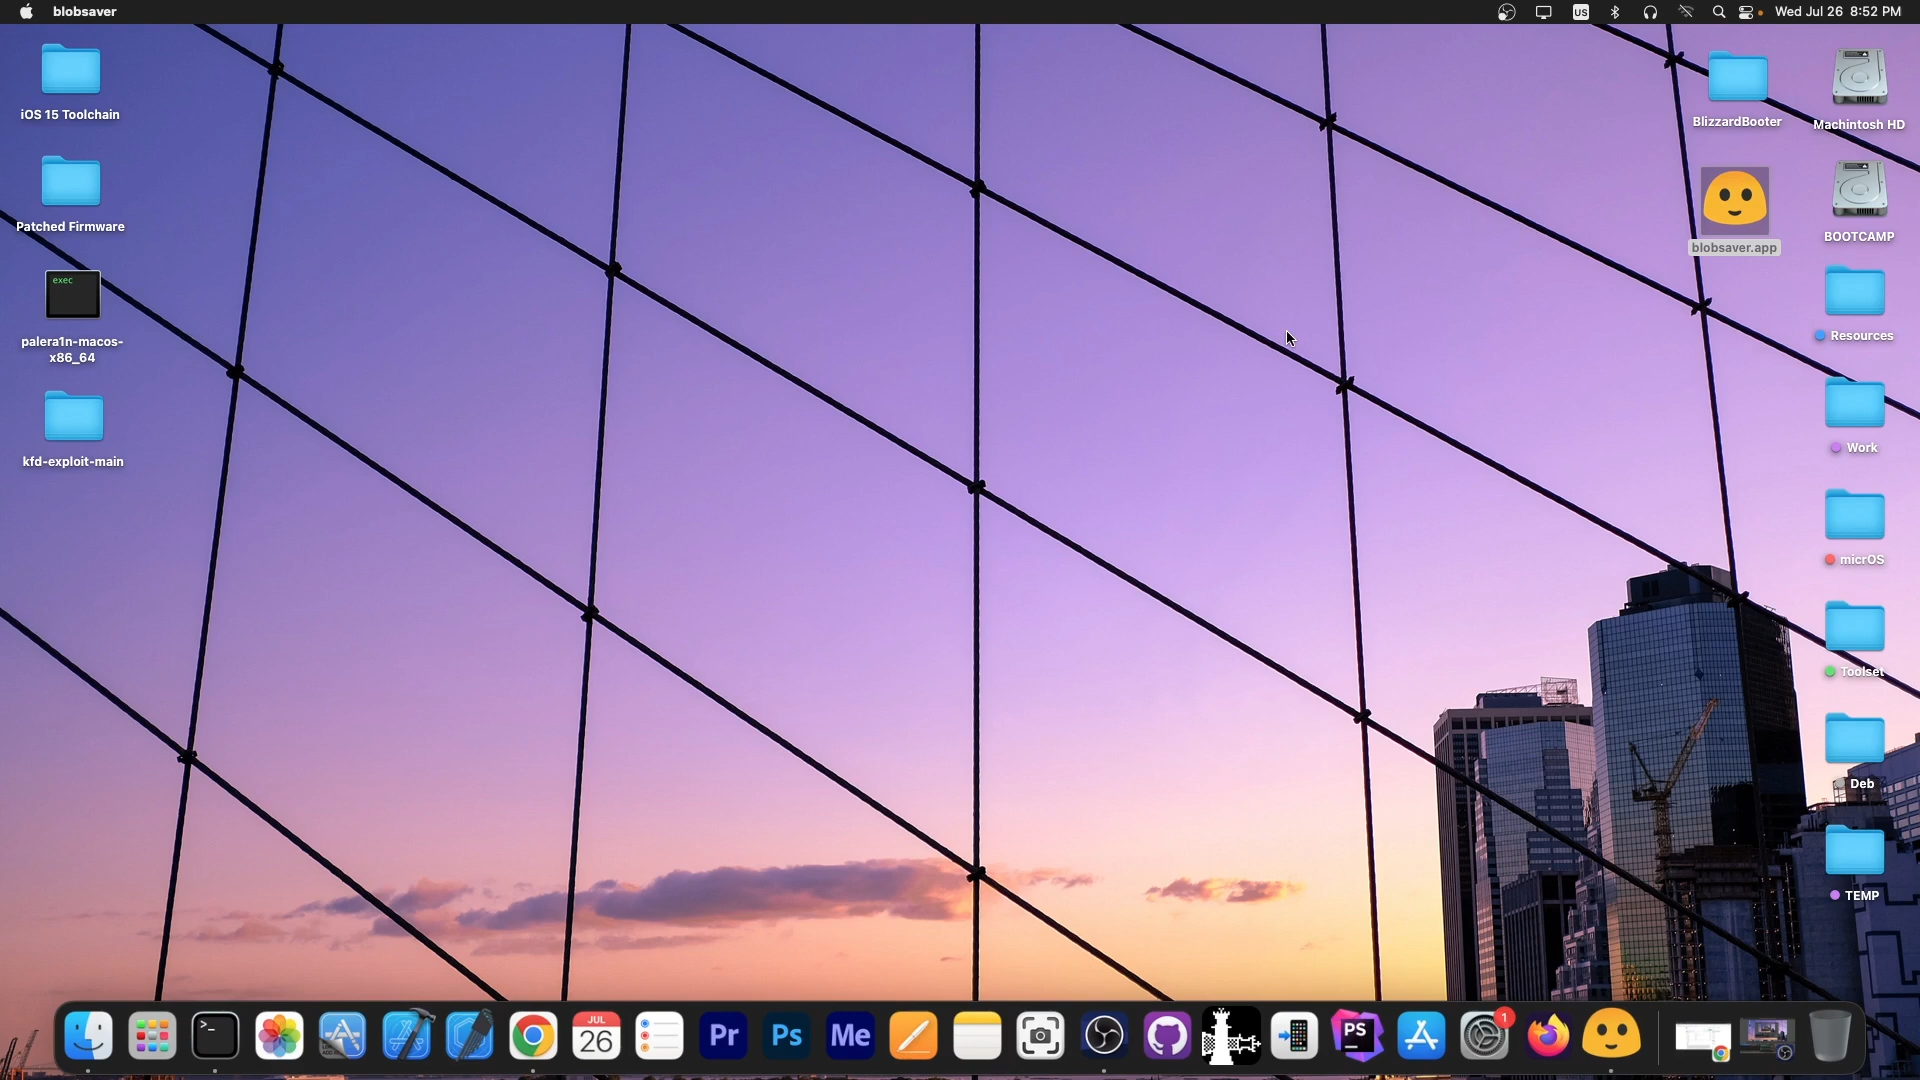 blobsaver
US
Wed Jul 26 8:52 PM
iOS 15 Toolchain
Patched Firmware
exec
palera1n-macos-
x86_64
kfd-exploit-main
BlizzardBooter
blobsaver.app
Machintosh HD
BOOTCAMP
Resources
Work
micrOS
Toolset
Deb
TEMP
>_
JUL
26
Pr
Ps
Me
PS
1